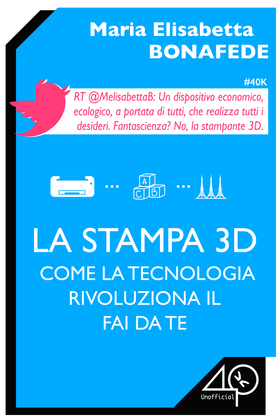 Maria Elisabetta
BONAFEDE
#40K
RT @MelisabettaB: Un dispositivo economico,
ecologico, a portata di tutti, che realizza tutti i
desideri. Fantascienza? No, la stampante 3D.
A
C B
LA STAMPA 3D
COME LA TECNOLOGIA
RIVOLUZIONA IL
FAI DA TE
40K
Unofficial